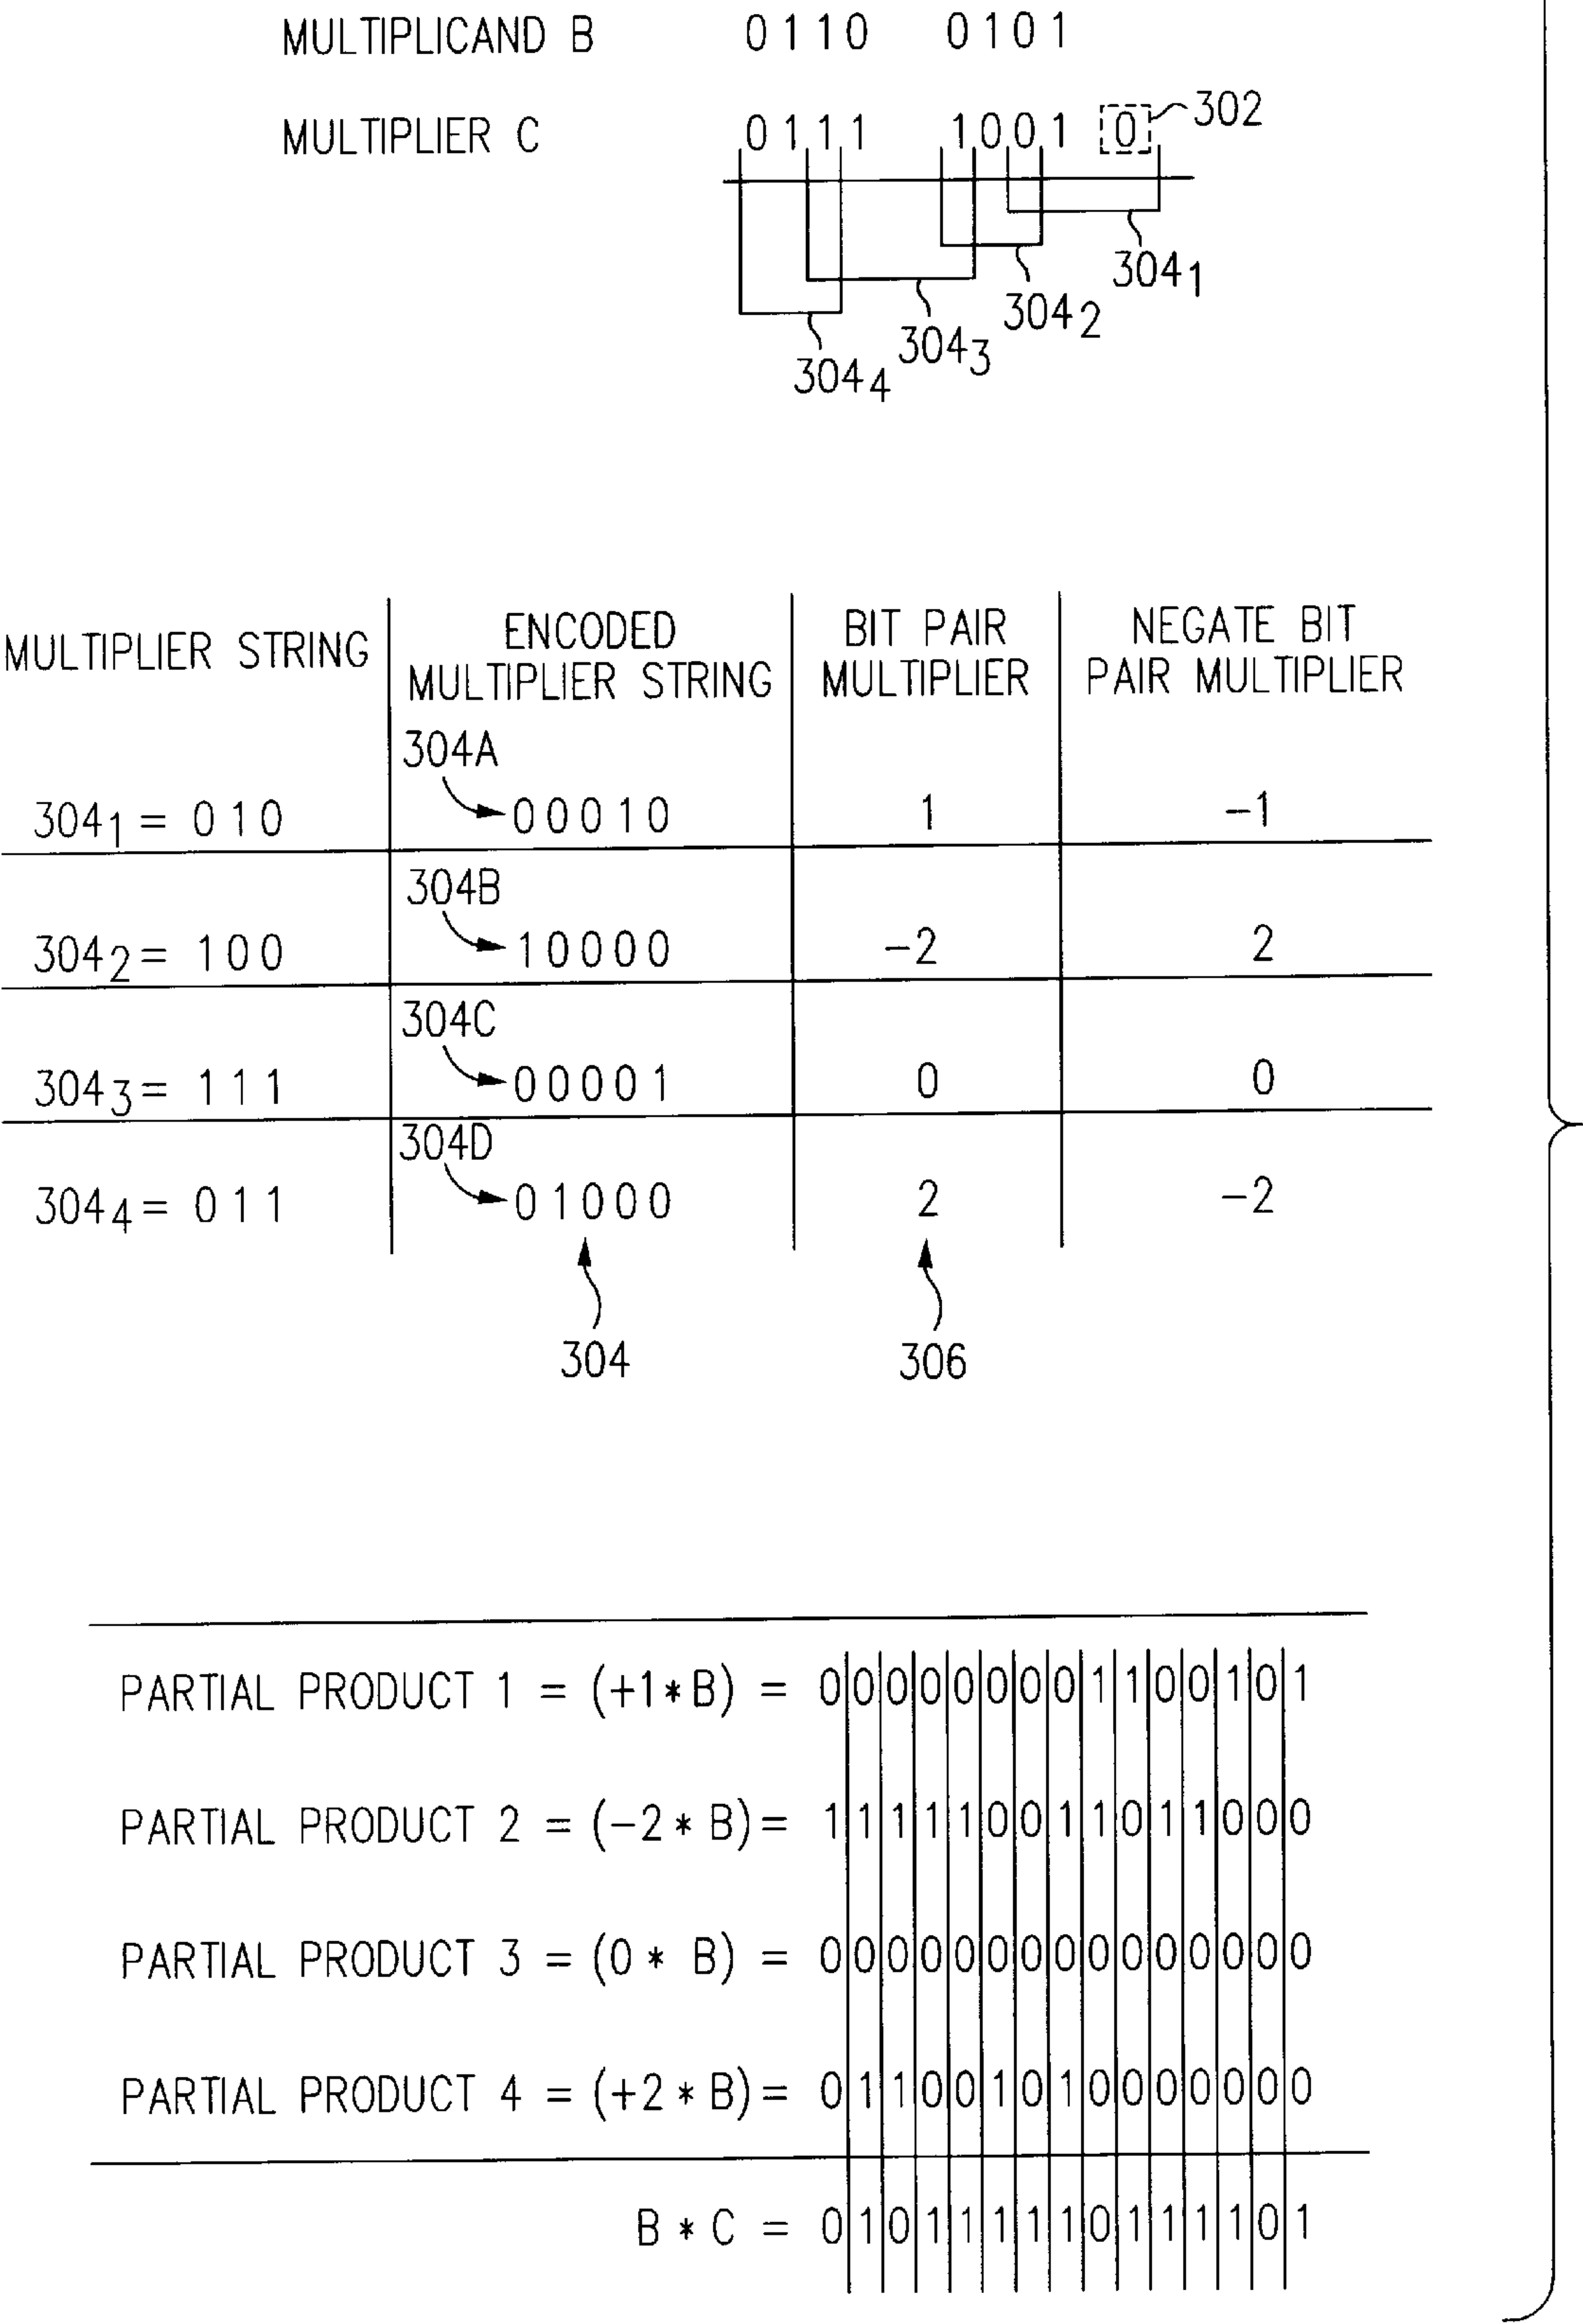 MULTIPLICAND B 0110 0101
MULTIPLIER C 0111 1001 0 302
304₁
304₂
304₃
304₄
MULTIPLIER STRING
ENCODED
MULTIPLIER STRING
BIT PAIR
MULTIPLIER
NEGATE BIT
PAIR MULTIPLIER
304A
304₁ = 010 00010 1 −1
304B
304₂ = 100 10000 −2 2
304C
304₃ = 111 00001 0 0
304D
304₄ = 011 01000 2 −2
304 306
PARTIAL PRODUCT 1 = (+1*B) = 000000001100101
PARTIAL PRODUCT 2 = (−2 * B) = 111110011011000
PARTIAL PRODUCT 3 = (0 * B) = 000000000000000
PARTIAL PRODUCT 4 = (+2 * B) = 011001010000000
B * C = 010111110111101